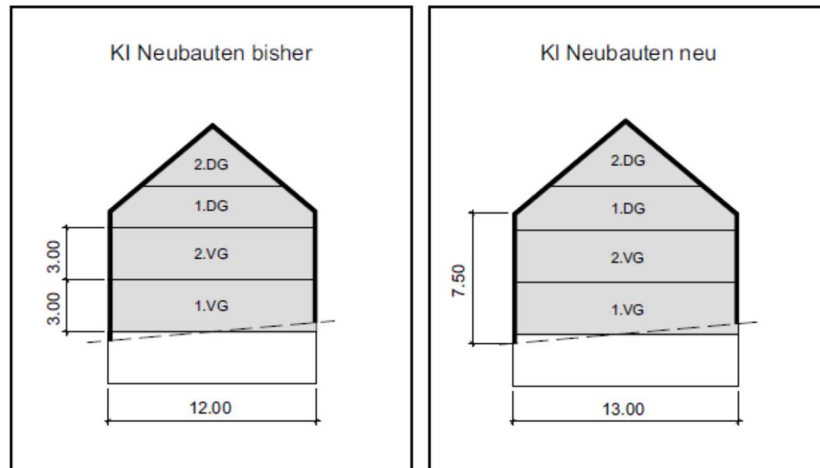 KI Neubauten bisher
2.DG
1.DG
2.VG
1.VG
3.00
3.00
12.00
KI Neubauten neu
2.DG
1.DG
2.VG
1.VG
7.50
13.00